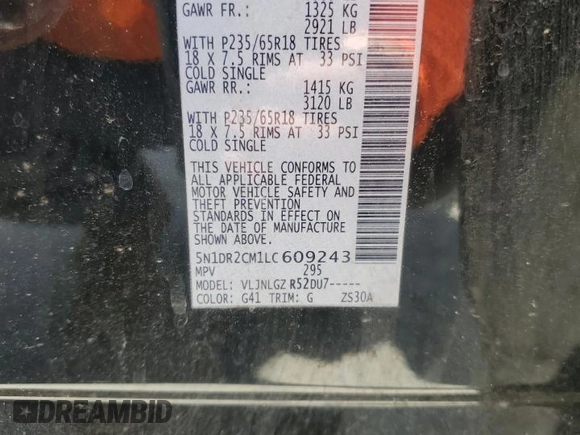 GAWR FR.: 1325 KG
2921 LB
WITH P235/65R18 TIRES
18 X 7.5 RIMS AT 33 PSI
COLD SINGLE
GAWR RR.: 1415 KG
3120 LB
WITH P235/65R18 TIRES
18 X 7.5 RIMS AT 33 PSI
COLD SINGLE
THIS VEHICLE CONFORMS TO
ALL APPLICABLE FEDERAL
MOTOR VEHICLE SAFETY AND
THEFT PREVENTION
STANDARDS IN EFFECT ON
THE DATE OF MANUFACTURE
SHOWN ABOVE.
5N1DR2CM1LC609243
MPV 295
MODEL: VLJNLGZ R52DU7-----
COLOR: G41 TRIM: G ZS30A
DREAMBID